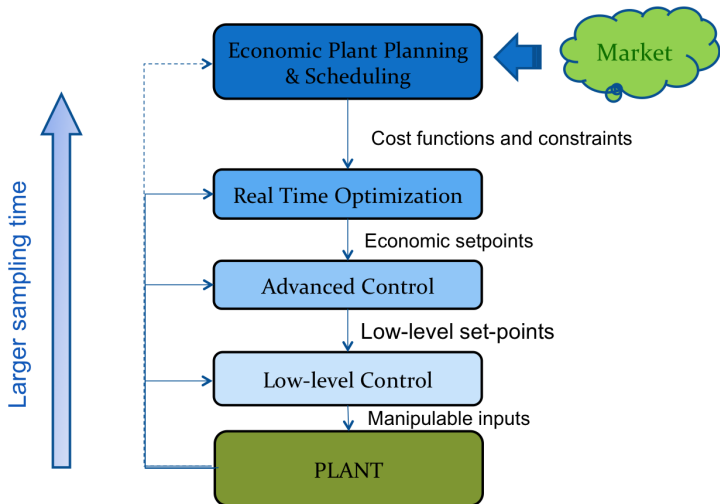 Economic Plant Planning
& Scheduling
Market
Cost functions and constraints
Real Time Optimization
Economic setpoints
Advanced Control
Low-level set-points
Low-level Control
Manipulable inputs
PLANT
Larger sampling time